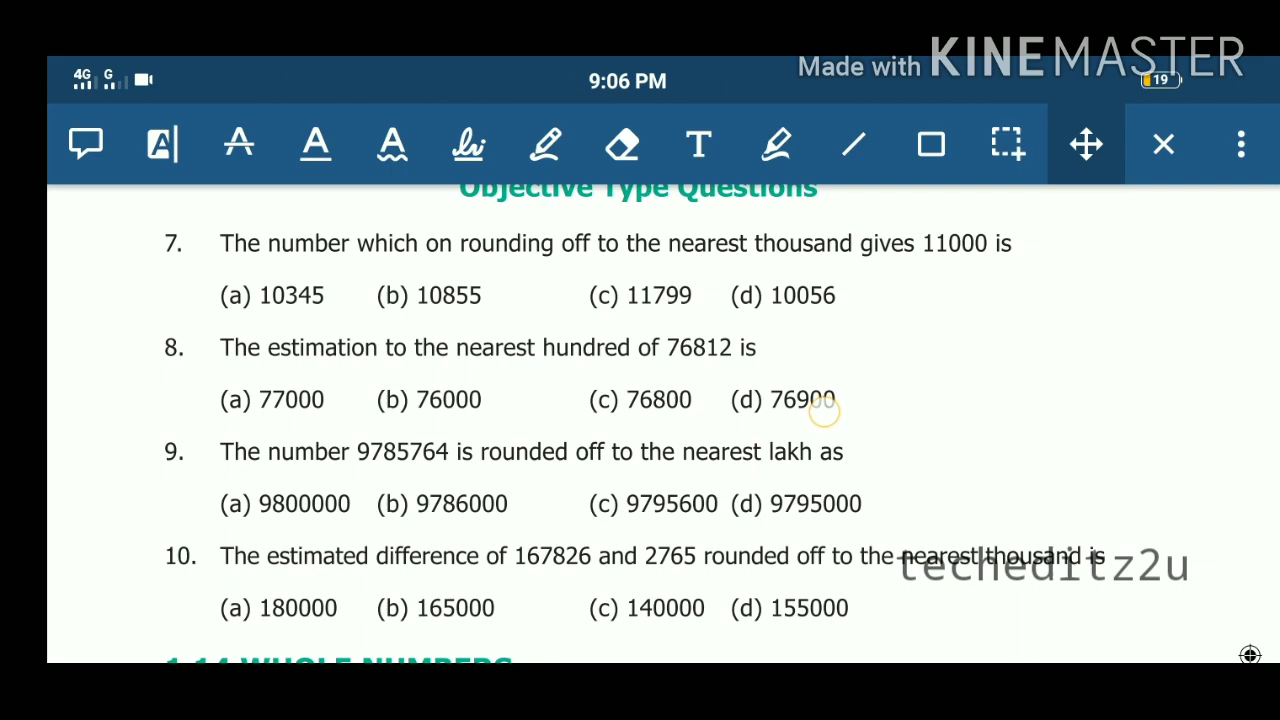 Made with KINEMASTER
4G G 9:06 PM 19
Objective Type Questions
7. The number which on rounding off to the nearest thousand gives 11000 is
(a) 10345 (b) 10855 (c) 11799 (d) 10056
8. The estimation to the nearest hundred of 76812 is
(a) 77000 (b) 76000 (c) 76800 (d) 76900
9. The number 9785764 is rounded off to the nearest lakh as
(a) 9800000 (b) 9786000 (c) 9795600 (d) 9795000
10. The estimated difference of 167826 and 2765 rounded off to the nearest thousand is
techeditz2u
(a) 180000 (b) 165000 (c) 140000 (d) 155000
1.14 WHOLE NUMBERS